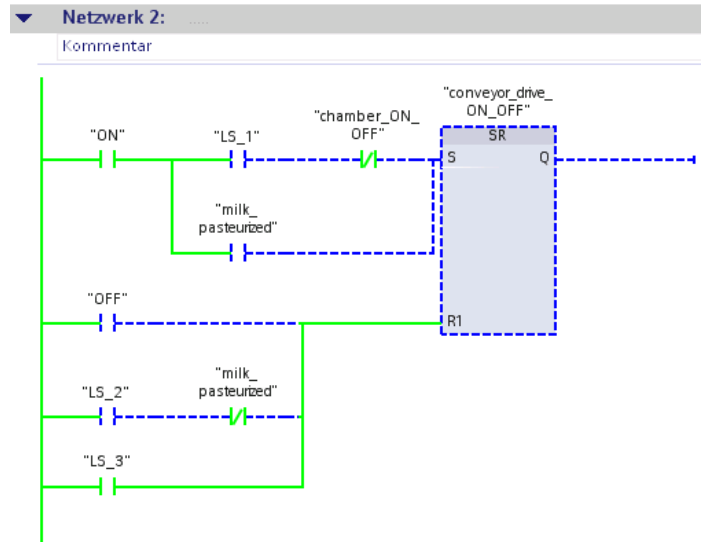 Netzwerk 2: .....
Kommentar
"conveyor_drive_
ON_OFF"
"chamber_ON_
OFF"
"ON"
"LS_1"
SR
S
Q
"milk_
pasteurized"
"OFF"
R1
"milk_
pasteurized"
"LS_2"
"LS_3"